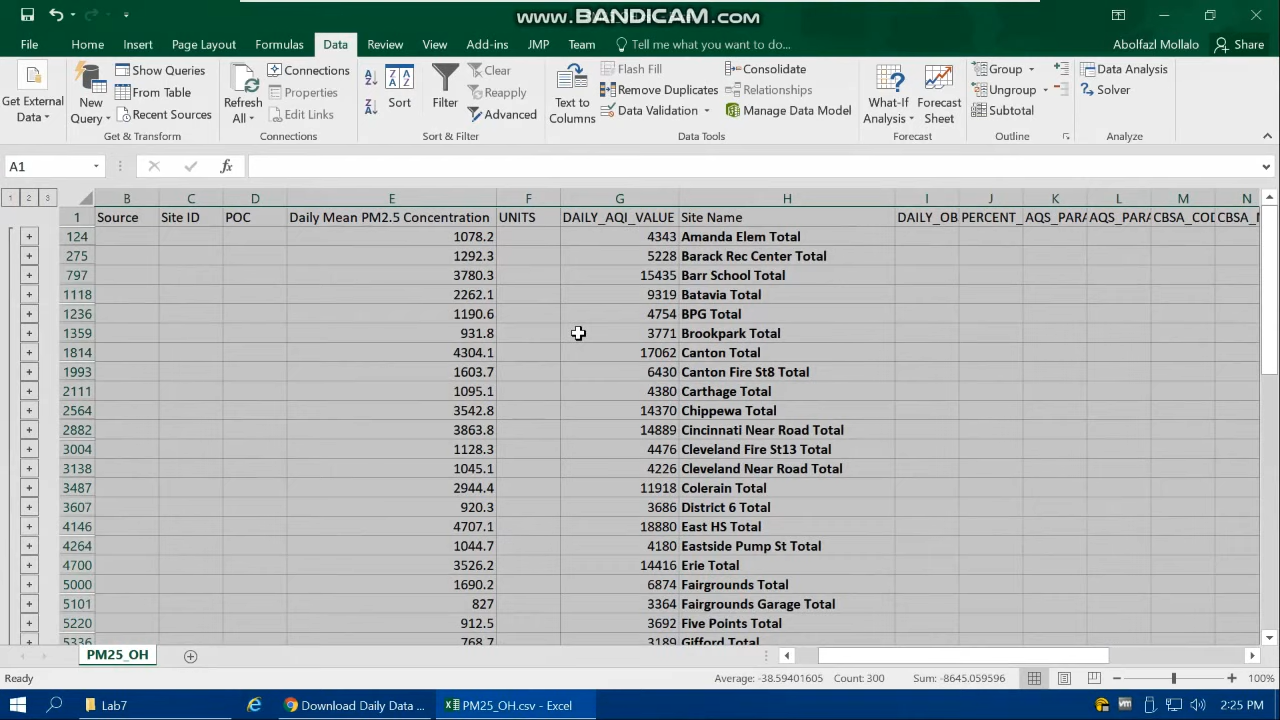 www.BANDICAM.com
File Home Insert Page Layout Formulas Data Review View Add-ins JMP Team Tell me what you want to do... Abolfazl Mollalo Share
Get External Data
New Query
Show Queries
From Table
Recent Sources
Get & Transform
Refresh All
Connections
Properties
Edit Links
Connections
Sort
Filter
Clear
Reapply
Advanced
Sort & Filter
Text to Columns
Flash Fill
Remove Duplicates
Data Validation
Consolidate
Relationships
Manage Data Model
Data Tools
What-If Analysis
Forecast Sheet
Forecast
Group
Ungroup
Subtotal
Outline
Data Analysis
Solver
Analyze
A1 fx
1 2 3 B C D E F G H I J K L M N
1 Source Site ID POC Daily Mean PM2.5 Concentration UNITS DAILY_AQI_VALUE Site Name DAILY_OB PERCENT_ AQS_PARA AQS_PARA CBSA_COD CBSA_
124 1078.2 4343 Amanda Elem Total
275 1292.3 5228 Barack Rec Center Total
797 3780.3 15435 Barr School Total
1118 2262.1 9319 Batavia Total
1236 1190.6 4754 BPG Total
1359 931.8 3771 Brookpark Total
1814 4304.1 17062 Canton Total
1993 1603.7 6430 Canton Fire St8 Total
2111 1095.1 4380 Carthage Total
2564 3542.8 14370 Chippewa Total
2882 3863.8 14889 Cincinnati Near Road Total
3004 1128.3 4476 Cleveland Fire St13 Total
3138 1045.1 4226 Cleveland Near Road Total
3487 2944.4 11918 Colerain Total
3607 920.3 3686 District 6 Total
4146 4707.1 18880 East HS Total
4264 1044.7 4180 Eastside Pump St Total
4700 3526.2 14416 Erie Total
5000 1690.2 6874 Fairgrounds Total
5101 827 3364 Fairgrounds Garage Total
5220 912.5 3692 Five Points Total
5336 768.7 3189 Gifford Total
PM25_OH
Ready Average: -38.59401605 Count: 300 Sum: -8645.059596 100%
Lab7 Download Daily Data ... PM25_OH.csv - Excel 2:25 PM